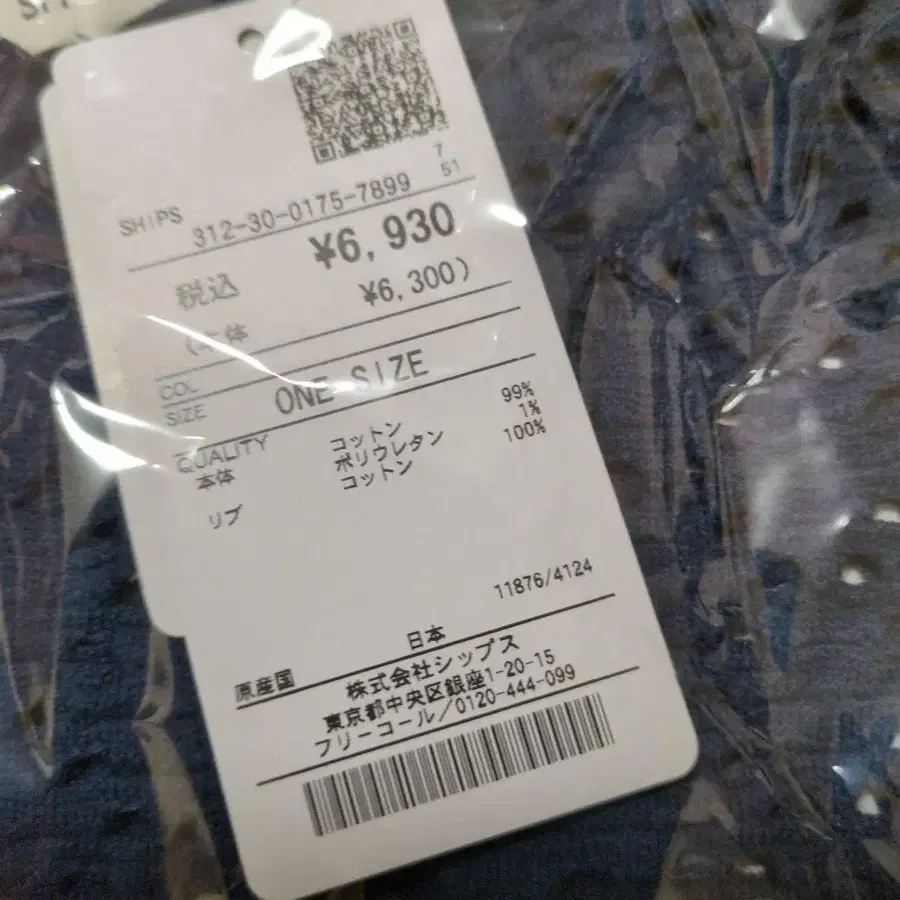 SHIPS 312-30-0175-7899
7
51
税込 ¥6,930
(本体 ¥6,300)
COL
SIZE ONE SIZE
QUALITY
本体 コットン 99%
ポリウレタン 1%
リブ コットン 100%
11876/4124
原産国 日本
株式会社シップス
東京都中央区銀座1-20-15
フリーコール/0120-444-099